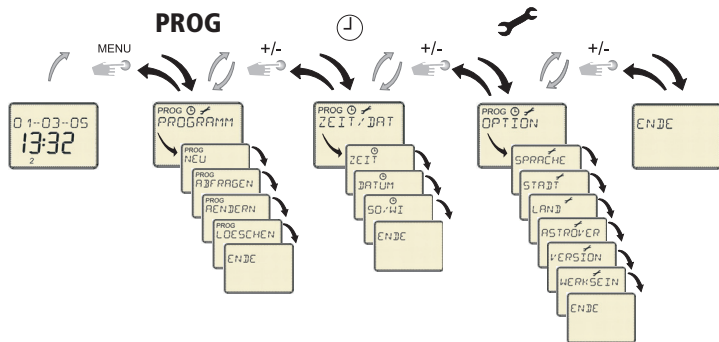 PROG
MENU
+/-
+/-
+/-
01-03-05
13:32
2
PROG
PROGRAMM
PROG
NEU
PROG
ABFRAGEN
PROG
AENDERN
PROG
LOESCHEN
ENDE
PROG
ZEIT/DAT
ZEIT
DATUM
SO/WI
ENDE
PROG
OPTION
SPRACHE
STADT
LAND
ASTROVER
VERSION
WERKSEIN
ENDE
ENDE